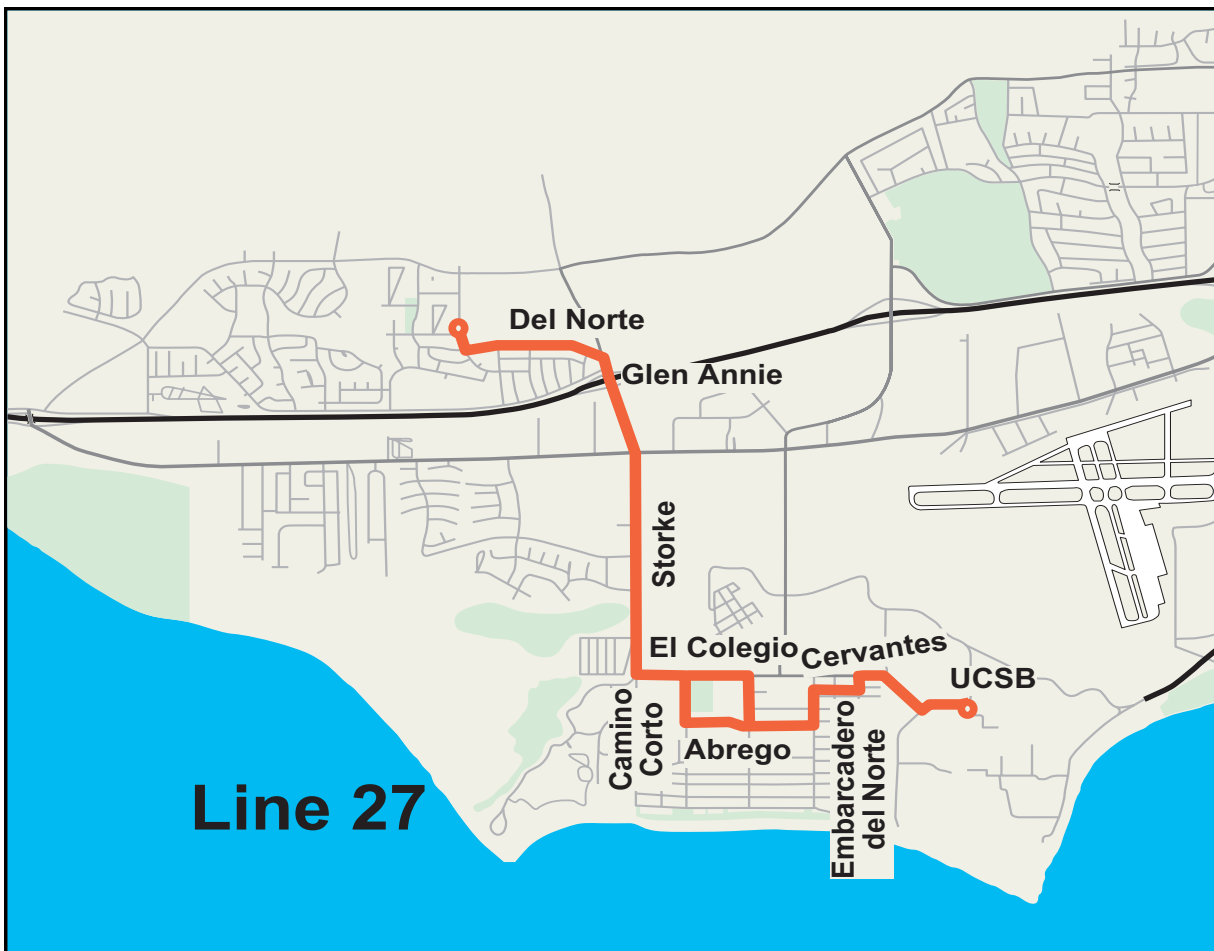 Del Norte
Glen Annie
Storke
El Colegio
Cervantes
UCSB
Camino
Corto
Abrego
Embarcadero
del Norte
Line 27